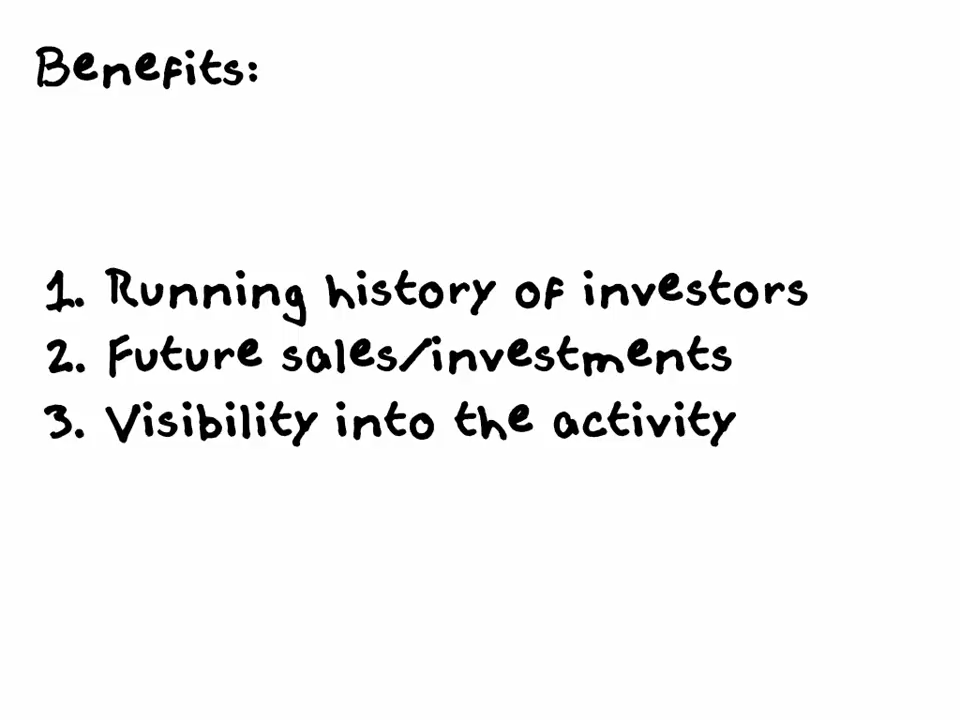 Benefits:
1. Running history of investors
2. Future sales/investments
3. Visibility into the activity